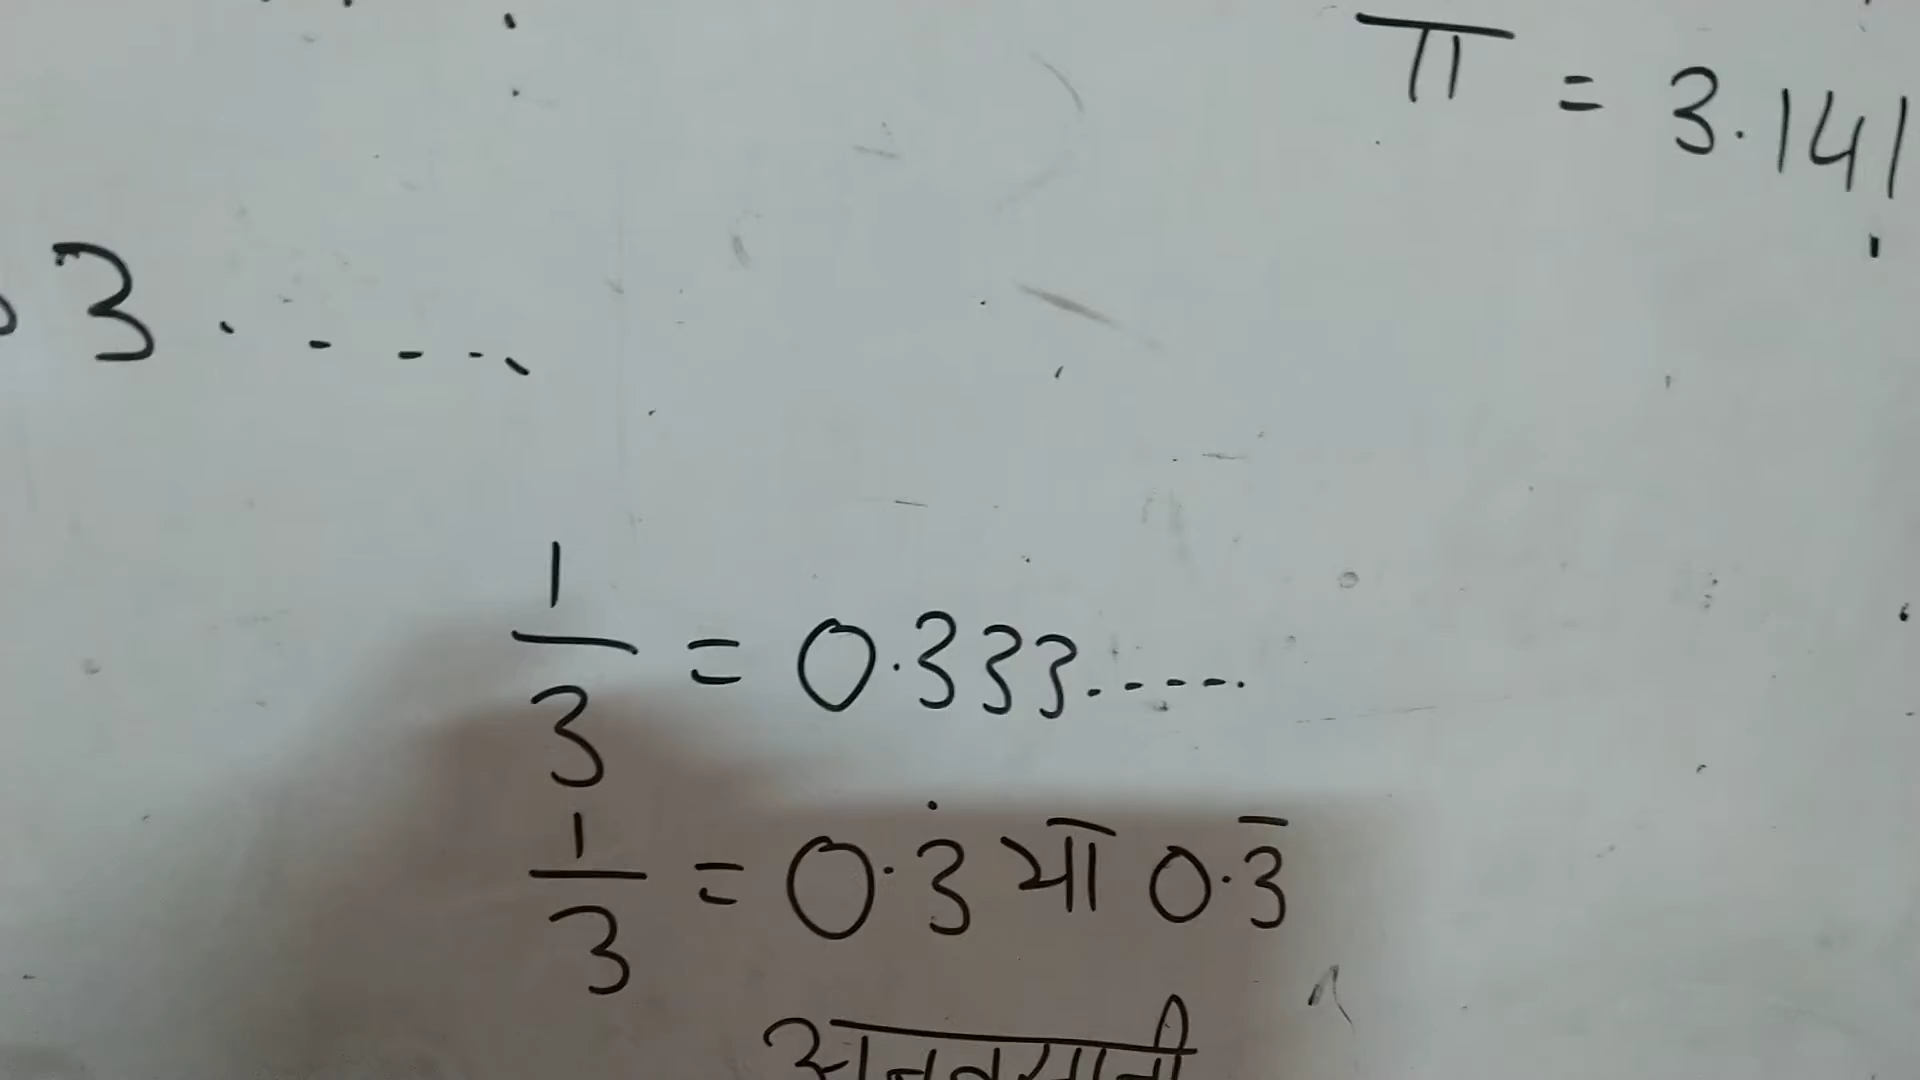 π = 3.141
3.....
1/3 = 0.333.....
1/3 = 0.3̇ या 0.3̅